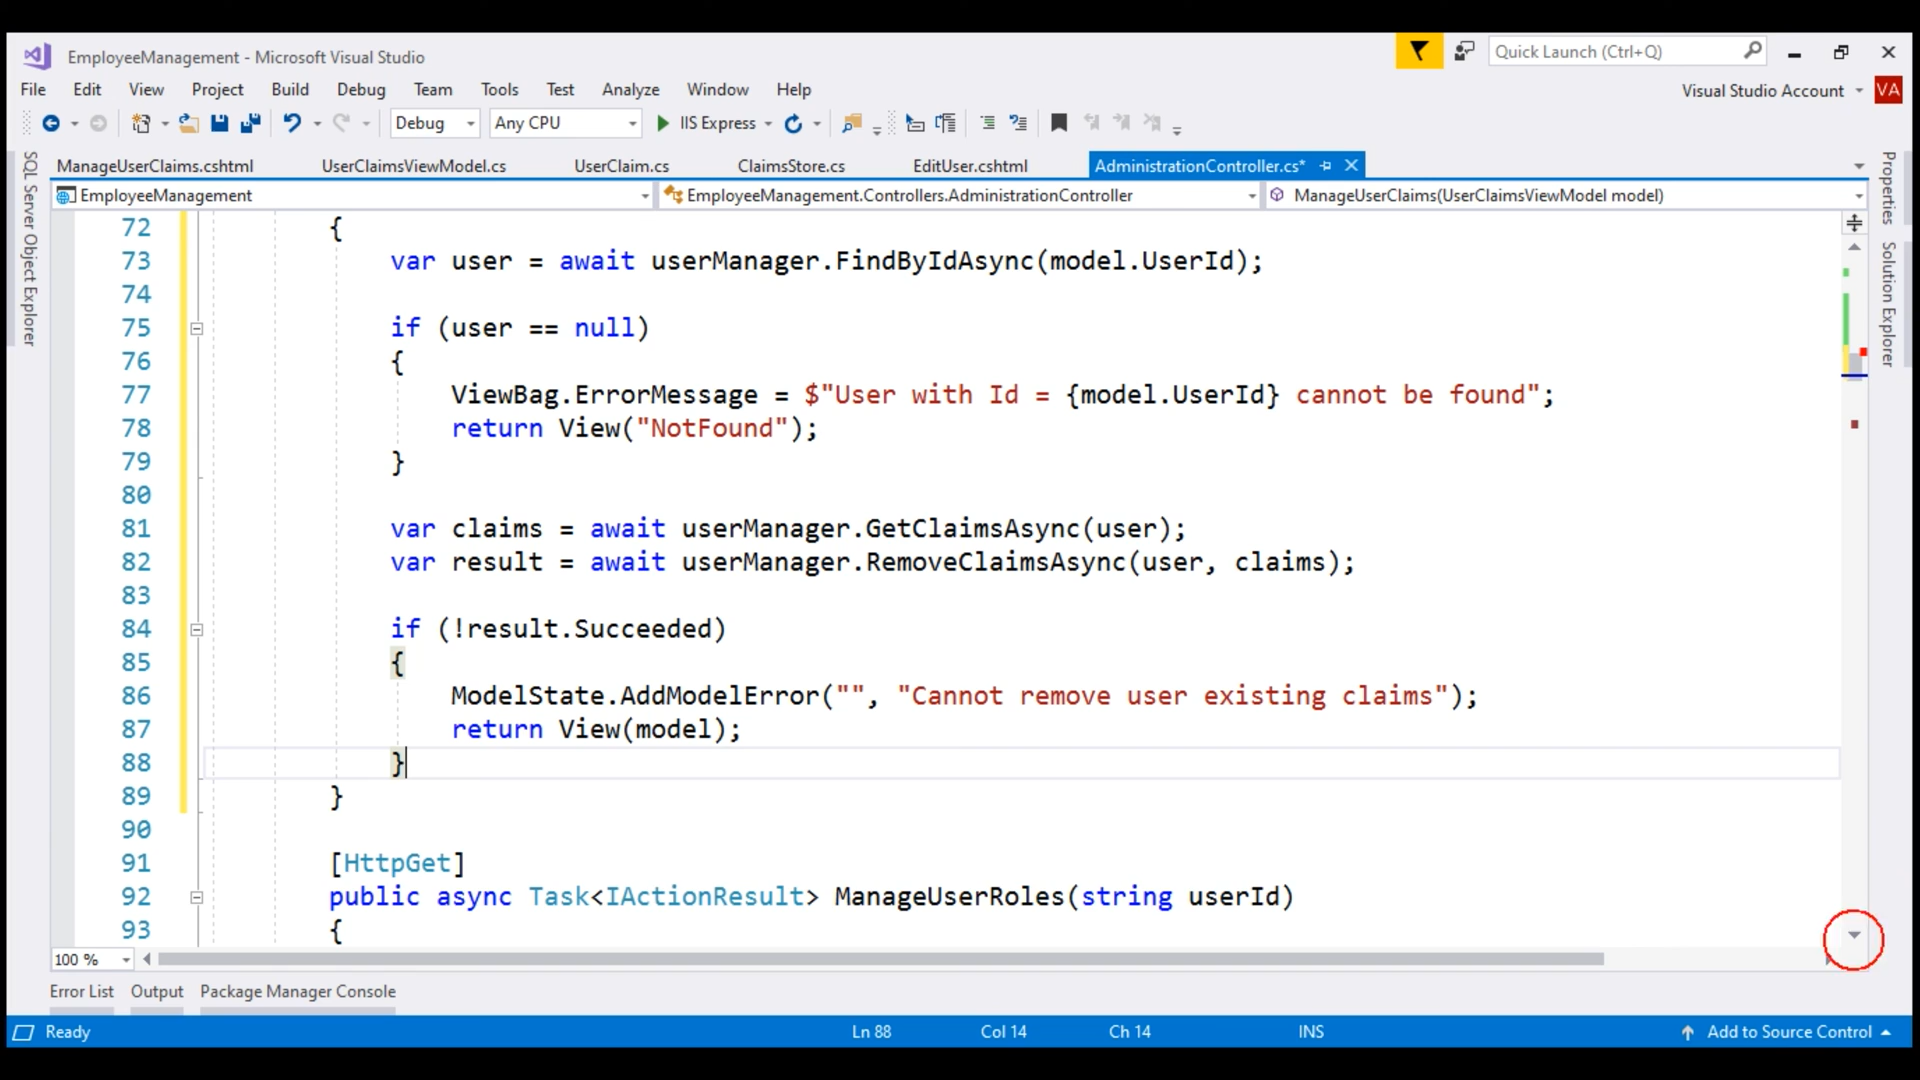 EmployeeManagement - Microsoft Visual Studio
Quick Launch (Ctrl+Q)
File Edit View Project Build Debug Team Tools Test Analyze Window Help
Visual Studio Account VA
Debug Any CPU IIS Express
ManageUserClaims.cshtml UserClaimsViewModel.cs UserClaim.cs ClaimsStore.cs EditUser.cshtml AdministrationController.cs*
EmployeeManagement EmployeeManagement.Controllers.AdministrationController ManageUserClaims(UserClaimsViewModel model)
SQL Server Object Explorer
Properties
Solution Explorer
72 {
73 var user = await userManager.FindByIdAsync(model.UserId);
74
75 if (user == null)
76 {
77 ViewBag.ErrorMessage = $"User with Id = {model.UserId} cannot be found";
78 return View("NotFound");
79 }
80
81 var claims = await userManager.GetClaimsAsync(user);
82 var result = await userManager.RemoveClaimsAsync(user, claims);
83
84 if (!result.Succeeded)
85 {
86 ModelState.AddModelError("", "Cannot remove user existing claims");
87 return View(model);
88 }
89 }
90
91 [HttpGet]
92 public async Task<IActionResult> ManageUserRoles(string userId)
93 {
100 %
Error List Output Package Manager Console
Ready Ln 88 Col 14 Ch 14 INS Add to Source Control